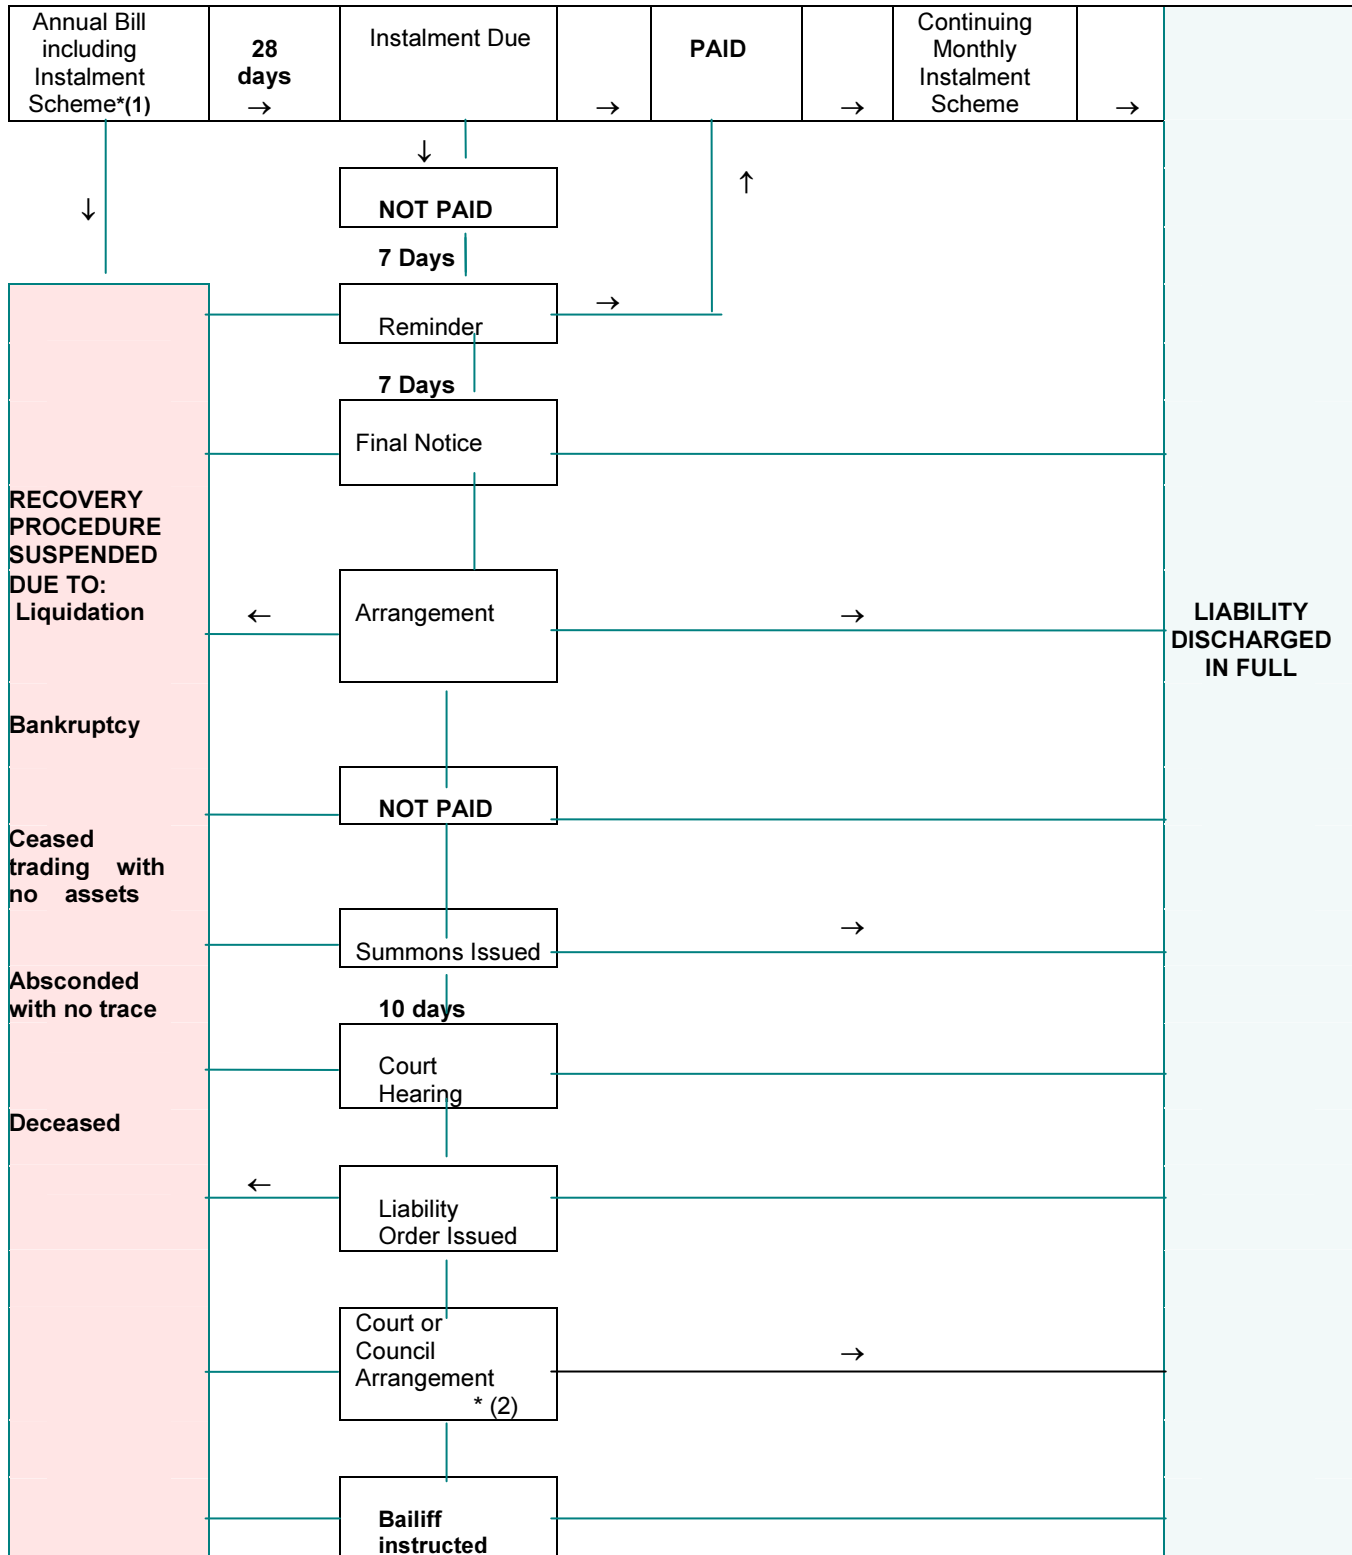 Annual Bill
including
Instalment
Scheme*(1)
28
days
→
Instalment Due
→
PAID
→
Continuing
Monthly
Instalment
Scheme
→
↓
↓
↑
NOT PAID
7 Days
→
Reminder
7 Days
Final Notice
RECOVERY
PROCEDURE
SUSPENDED
DUE TO:
Liquidation
←
Arrangement
→
LIABILITY
DISCHARGED
IN FULL
Bankruptcy
NOT PAID
Ceased
trading with
no assets
→
Summons Issued
Absconded
with no trace
10 days
Court
Hearing
Deceased
←
Liability
Order Issued
Court or
Council
Arrangement
* (2)
→
Bailiff
instructed